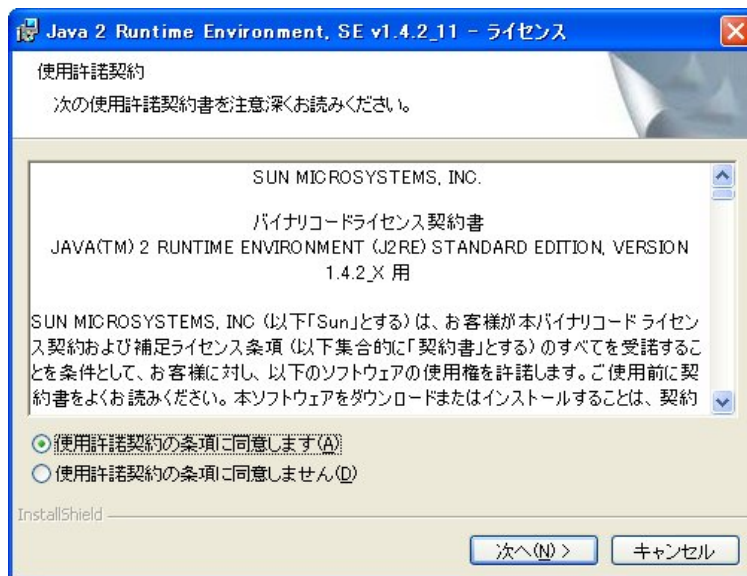 Java 2 Runtime Environment, SE v1.4.2_11 - ライセンス
使用許諾契約
次の使用許諾契約書を注意深くお読みください。
SUN MICROSYSTEMS, INC.
バイナリコードライセンス契約書
JAVA(TM) 2 RUNTIME ENVIRONMENT (J2RE) STANDARD EDITION, VERSION
1.4.2_X 用
SUN MICROSYSTEMS, INC (以下「Sun」とする) は、お客様が本バイナリコード ライセン
ス契約および補足ライセンス条項 (以下集合的に「契約書」とする) のすべてを受諾するこ
とを条件として、お客様に対し、以下のソフトウェアの使用権を許諾します。ご使用前に契
約書をよくお読みください。本ソフトウェアをダウンロードまたはインストールすることは、契約
使用許諾契約の条項に同意します(A)
使用許諾契約の条項に同意しません(D)
InstallShield
次へ(N) >
キャンセル